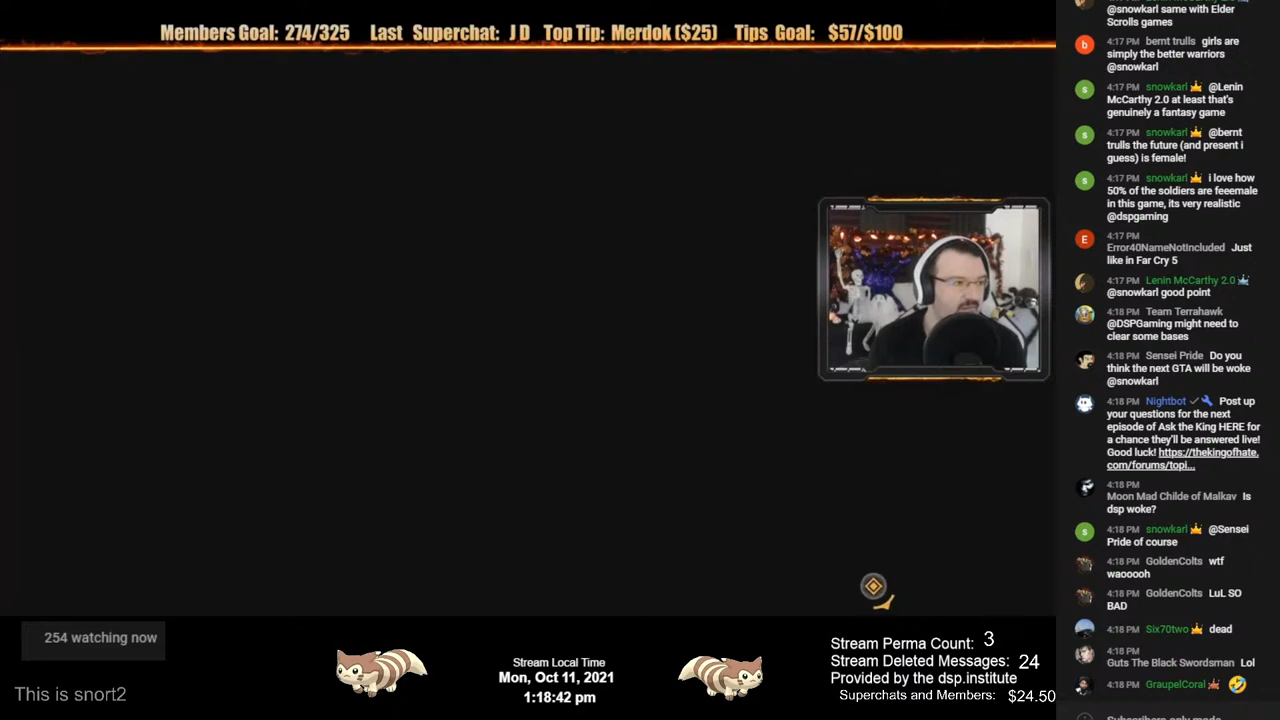 Members Goal: 274/325 Last Superchat: J D Top Tip: Merdok ($25) Tips Goal: $57/$100
@snowkarl same with Elder
Scrolls games
4:17 PM bernt trulls girls are
simply the better warriors
@snowkarl
4:17 PM snowkarl @Lenin
McCarthy 2.0 at least that's
genuinely a fantasy game
4:17 PM snowkarl @bernt
trulls the future (and present i
guess) is female!
4:17 PM snowkarl i love how
50% of the soldiers are feeemale
in this game, its very realistic
@dspgaming
4:17 PM
Error40NameNotIncluded Just
like in Far Cry 5
4:17 PM Lenin McCarthy 2.0
@snowkarl good point
4:18 PM Team Terrahawk
@DSPGaming might need to
clear some bases
4:18 PM Sensei Pride Do you
think the next GTA will be woke
@snowkarl
4:18 PM Nightbot Post up
your questions for the next
episode of Ask the King HERE for
a chance they'll be answered live!
Good luck! https://thekingofhate.
com/forums/topi...
4:18 PM
Moon Mad Childe of Malkav Is
dsp woke?
4:18 PM snowkarl @Sensei
Pride of course
4:18 PM GoldenColts wtf
waooooh
4:18 PM GoldenColts LuL SO
BAD
4:18 PM Six70two dead
4:18 PM
Guts The Black Swordsman Lol
4:18 PM GraupelCoral
254 watching now
This is snort2
Stream Local Time
Mon, Oct 11, 2021
1:18:42 pm
Stream Perma Count: 3
Stream Deleted Messages: 24
Provided by the dsp.institute
Superchats and Members: $24.50